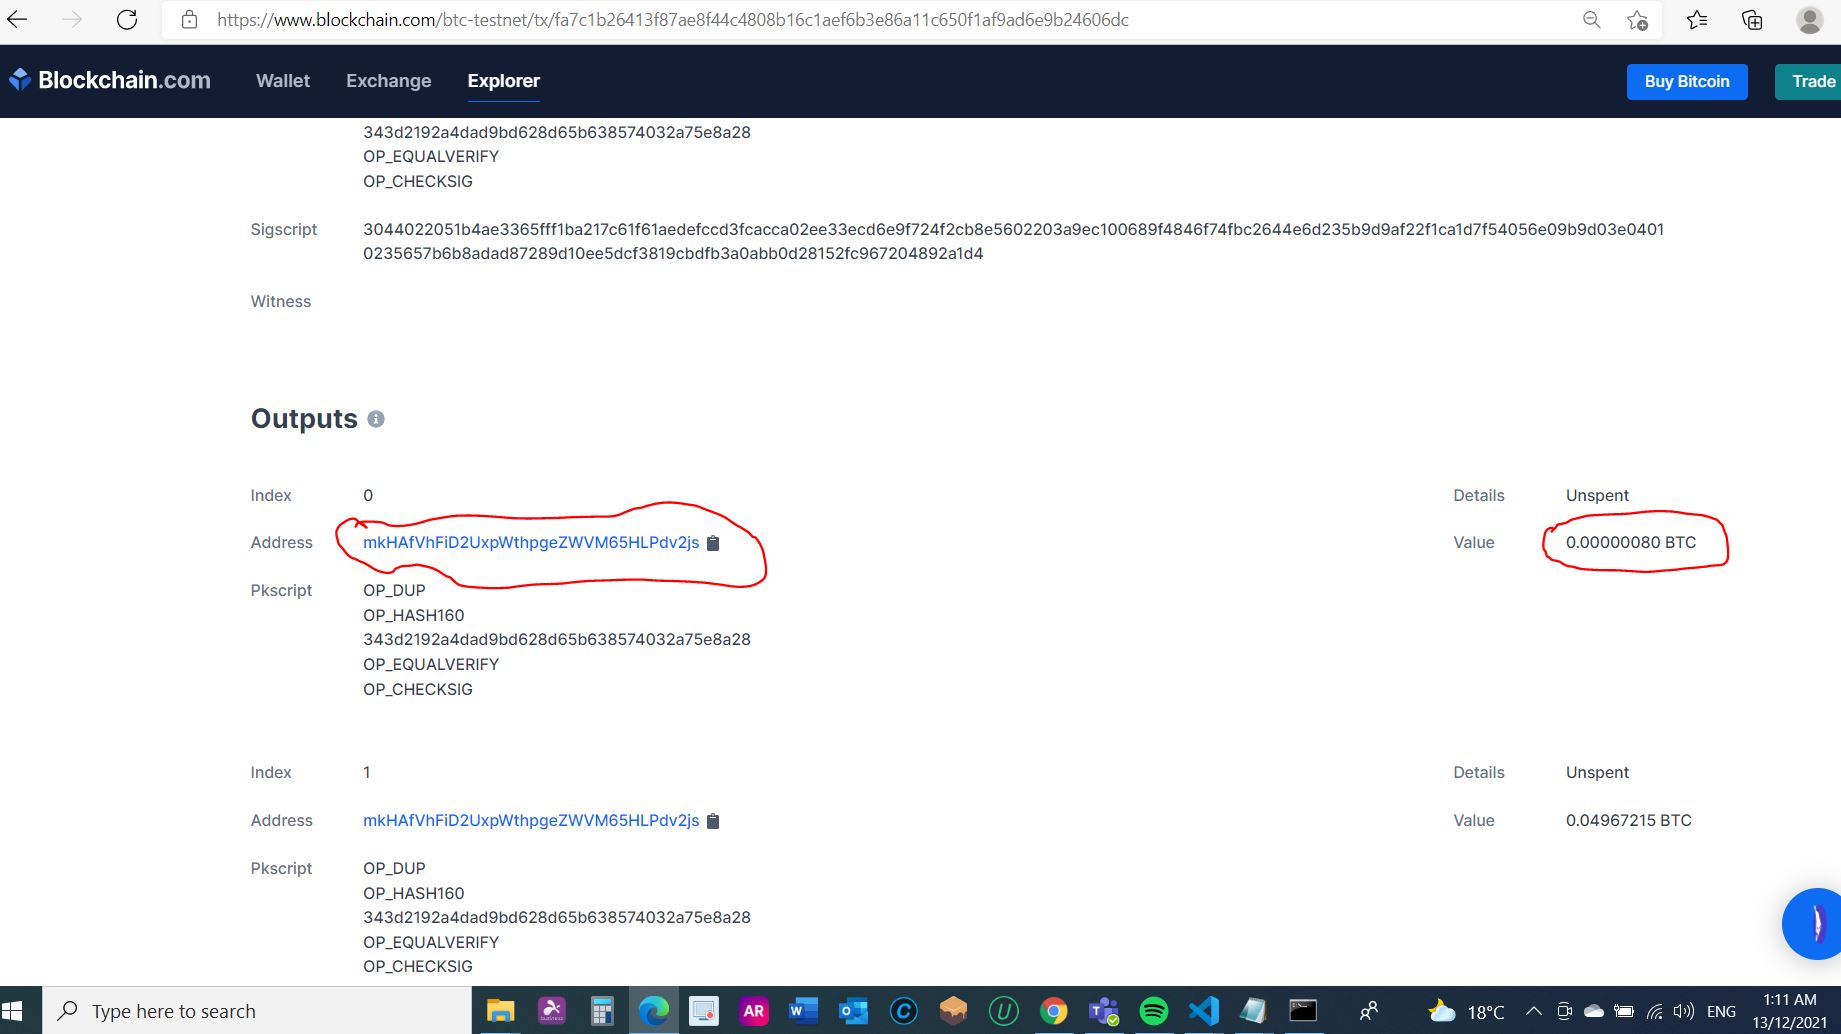 https://www.blockchain.com/btc-testnet/tx/fa7c1b26413f87ae8f44c4808b16c1aef6b3e86a11c650f1af9ad6e9b24606dc
Blockchain.com
Wallet
Exchange
Explorer
Buy Bitcoin
Trade
343d2192a4dad9bd628d65b638574032a75e8a28
OP_EQUALVERIFY
OP_CHECKSIG
Sigscript
3044022051b4ae3365fff1ba217c61f61aedefccd3fcacca02ee33ecd6e9f724f2cb8e5602203a9ec100689f4846f74fbc2644e6d235b9d9af22f1ca1d7f54056e09b9d03e0401
0235657b6b8adad87289d10ee5dcf3819cbdfb3a0abb0d28152fc967204892a1d4
Witness
Outputs
Index 0 Details Unspent
Address mkHAfVhFiD2UxpWthpgeZWVM65HLPdv2js Value 0.00000080 BTC
Pkscript OP_DUP
OP_HASH160
343d2192a4dad9bd628d65b638574032a75e8a28
OP_EQUALVERIFY
OP_CHECKSIG
Index 1 Details Unspent
Address mkHAfVhFiD2UxpWthpgeZWVM65HLPdv2js Value 0.04967215 BTC
Pkscript OP_DUP
OP_HASH160
343d2192a4dad9bd628d65b638574032a75e8a28
OP_EQUALVERIFY
OP_CHECKSIG
Type here to search
AR
18°C
ENG
1:11 AM
13/12/2021